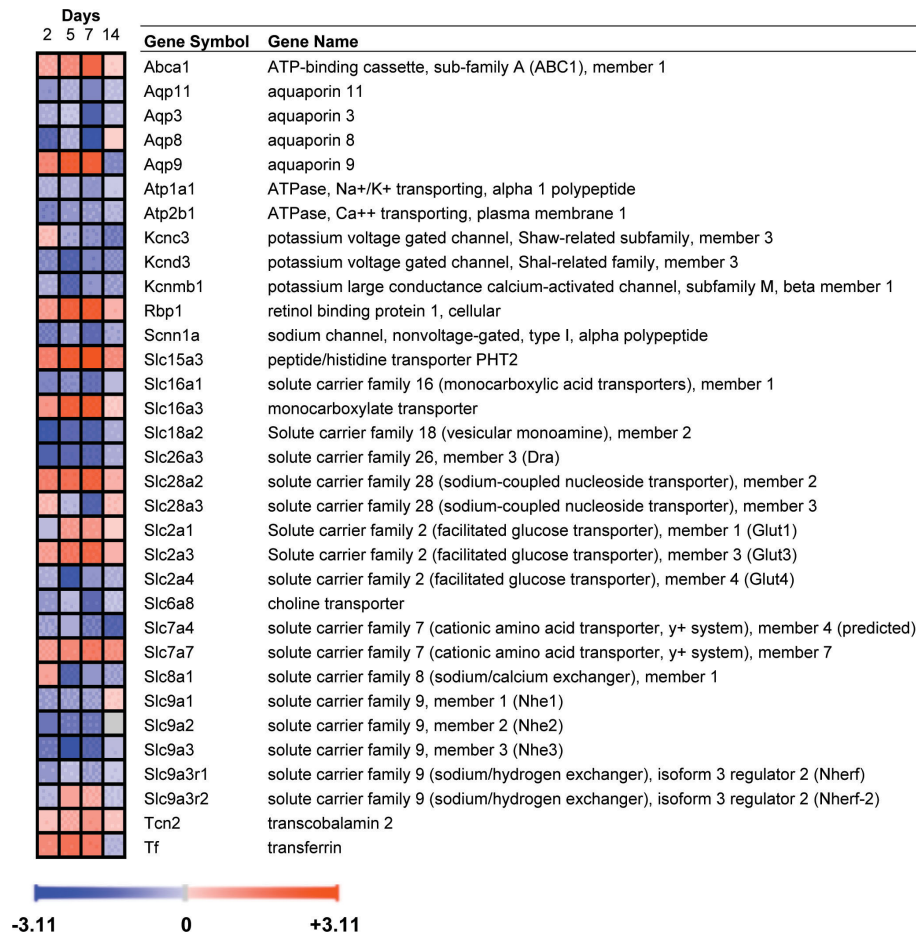 Days
2 5 7 14
Gene Symbol Gene Name
Abca1 ATP-binding cassette, sub-family A (ABC1), member 1
Aqp11 aquaporin 11
Aqp3 aquaporin 3
Aqp8 aquaporin 8
Aqp9 aquaporin 9
Atp1a1 ATPase, Na+/K+ transporting, alpha 1 polypeptide
Atp2b1 ATPase, Ca++ transporting, plasma membrane 1
Kcnc3 potassium voltage gated channel, Shaw-related subfamily, member 3
Kcnd3 potassium voltage gated channel, Shal-related family, member 3
Kcnmb1 potassium large conductance calcium-activated channel, subfamily M, beta member 1
Rbp1 retinol binding protein 1, cellular
Scnn1a sodium channel, nonvoltage-gated, type I, alpha polypeptide
Slc15a3 peptide/histidine transporter PHT2
Slc16a1 solute carrier family 16 (monocarboxylic acid transporters), member 1
Slc16a3 monocarboxylate transporter
Slc18a2 Solute carrier family 18 (vesicular monoamine), member 2
Slc26a3 solute carrier family 26, member 3 (Dra)
Slc28a2 solute carrier family 28 (sodium-coupled nucleoside transporter), member 2
Slc28a3 solute carrier family 28 (sodium-coupled nucleoside transporter), member 3
Slc2a1 Solute carrier family 2 (facilitated glucose transporter), member 1 (Glut1)
Slc2a3 Solute carrier family 2 (facilitated glucose transporter), member 3 (Glut3)
Slc2a4 solute carrier family 2 (facilitated glucose transporter), member 4 (Glut4)
Slc6a8 choline transporter
Slc7a4 solute carrier family 7 (cationic amino acid transporter, y+ system), member 4 (predicted)
Slc7a7 solute carrier family 7 (cationic amino acid transporter, y+ system), member 7
Slc8a1 solute carrier family 8 (sodium/calcium exchanger), member 1
Slc9a1 solute carrier family 9, member 1 (Nhe1)
Slc9a2 solute carrier family 9, member 2 (Nhe2)
Slc9a3 solute carrier family 9, member 3 (Nhe3)
Slc9a3r1 solute carrier family 9 (sodium/hydrogen exchanger), isoform 3 regulator 2 (Nherf)
Slc9a3r2 solute carrier family 9 (sodium/hydrogen exchanger), isoform 3 regulator 2 (Nherf-2)
Tcn2 transcobalamin 2
Tf transferrin
-3.11 0 +3.11